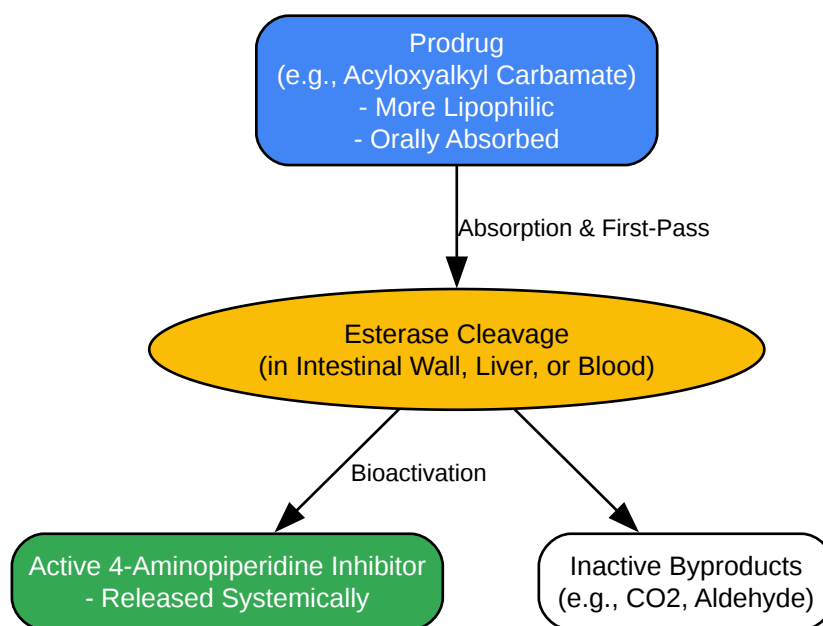 Prodrug
(e.g., Acyloxyalkyl Carbamate)
- More Lipophilic
- Orally Absorbed
Absorption & First-Pass
Esterase Cleavage
(in Intestinal Wall, Liver, or Blood)
Bioactivation
Active 4-Aminopiperidine Inhibitor
- Released Systemically
Inactive Byproducts
(e.g., CO2, Aldehyde)